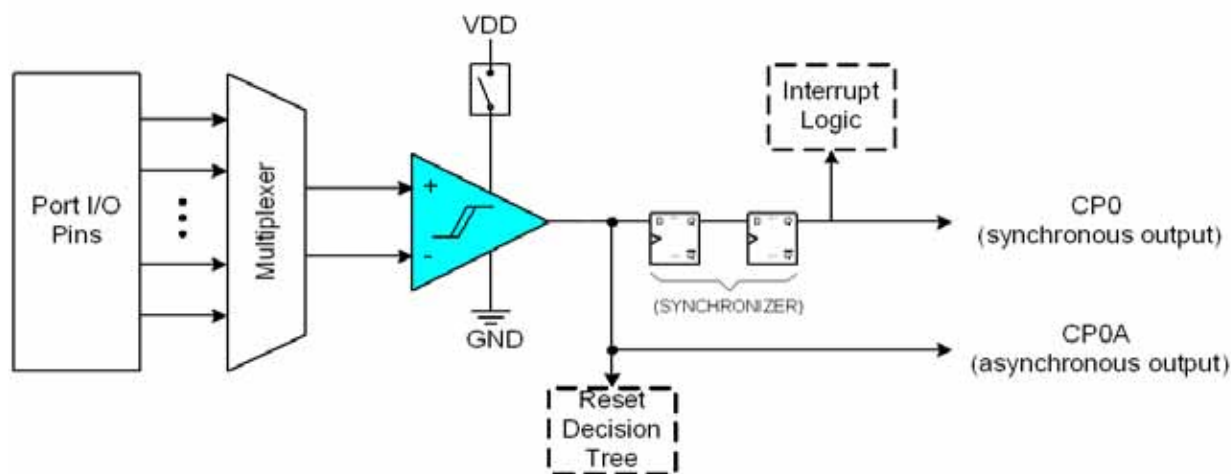 VDD
Interrupt
Logic
Port I/O
Pins
Multiplexer
+
-
D
Q
D
Q
CP0
(synchronous output)
(SYNCHRONIZER)
GND
CP0A
(asynchronous output)
Reset
Decision
Tree